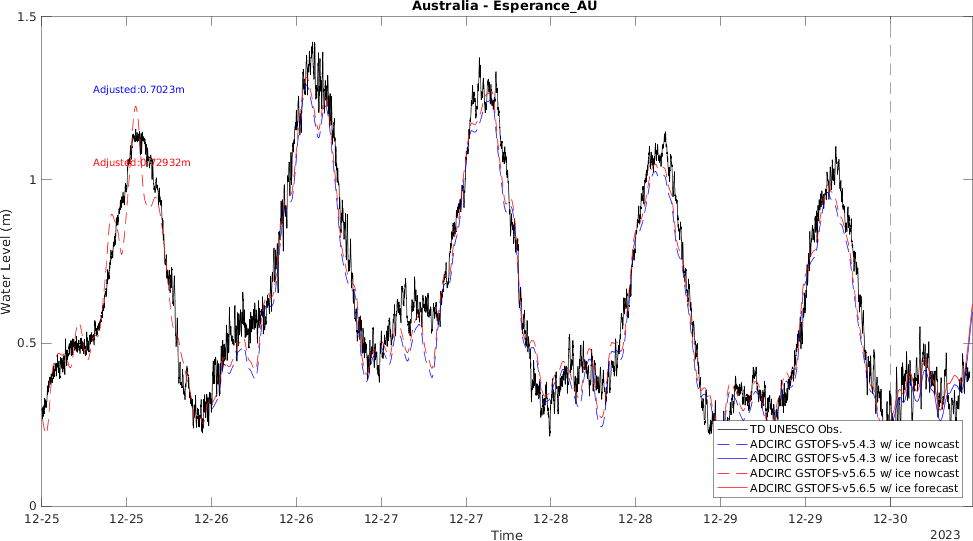 Australia - Esperance_AU
1.5
Adjusted:0.7023m
Adjusted:0.72932m
1
Water Level (m)
0.5
0
TD UNESCO Obs.
ADCIRC GSTOFS-v5.4.3 w/ ice nowcast
ADCIRC GSTOFS-v5.4.3 w/ ice forecast
ADCIRC GSTOFS-v5.6.5 w/ ice nowcast
ADCIRC GSTOFS-v5.6.5 w/ ice forecast
12-25 12-25 12-26 12-26 12-27 12-27 12-28 12-28 12-29 12-29 12-30
Time
2023